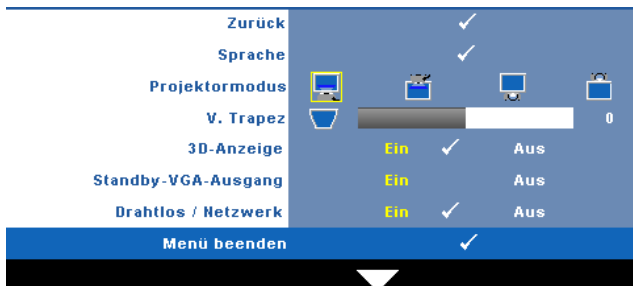 Zurück
Sprache
Projektormodus
V. Trapez 0
3D-Anzeige Ein Aus
Standby-VGA-Ausgang Ein Aus
Drahtlos / Netzwerk Ein Aus
Menü beenden